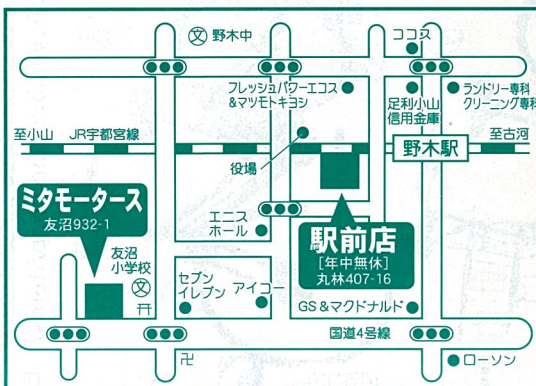 文 野木中
ココス
フレッシュパワーエコス
&マツモトキヨシ
足利小山
信用金庫
ランドリー専科
クリーニング専科
至小山
JR宇都宮線
役場
野木駅
至古河
ミタモータース
友沼932-1
エニス
ホール
駅前店
[年中無休]
丸林407-16
友沼
小学校
文
セブン
イレブン
アイコー
GS&マクドナルド
国道4号線
卍
ローソン